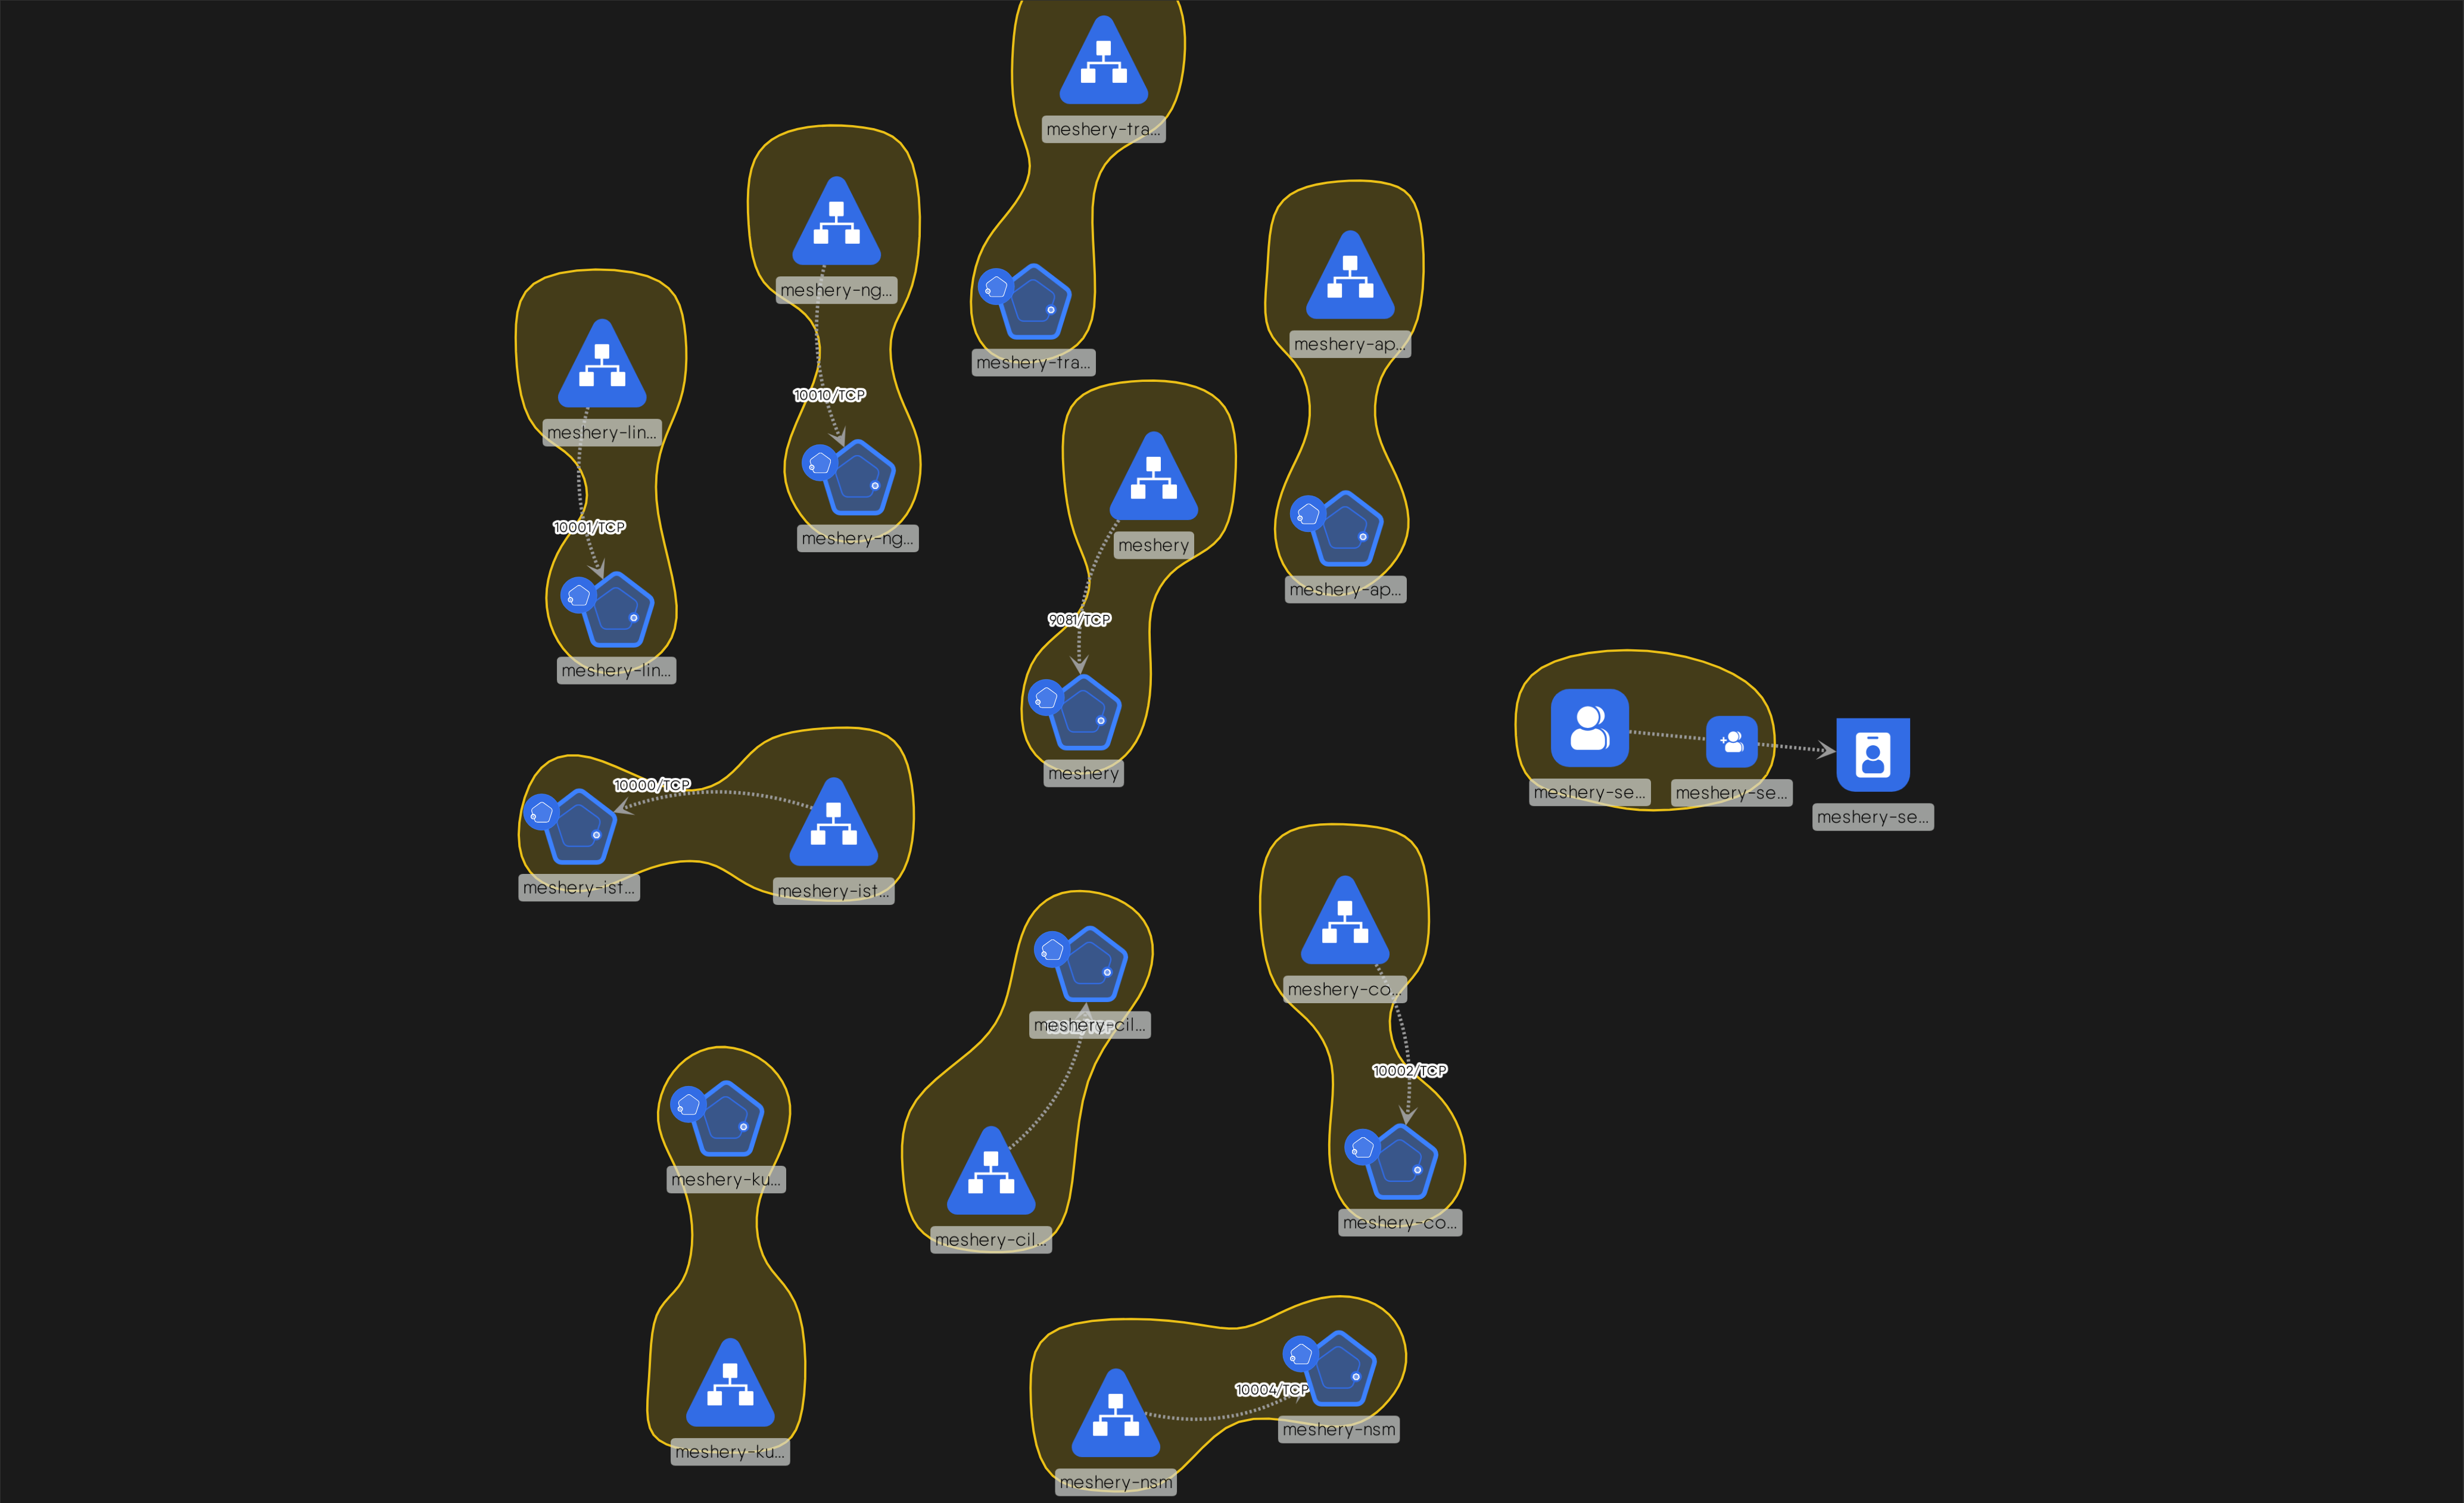 meshery-tra...
meshery-ng...
meshery-tra...
meshery-ap...
10010/TCP
meshery-lin...
10001/TCP
meshery-ng...
meshery
meshery-ap...
9081/TCP
meshery-lin...
meshery
10000/TCP
meshery-se...
meshery-se...
meshery-se...
meshery-ist...
meshery-ist...
meshery-co...
meshery-cil...
10002/TCP
meshery-ku...
meshery-co...
meshery-cil...
10004/TCP
meshery-nsm
meshery-ku...
meshery-nsm